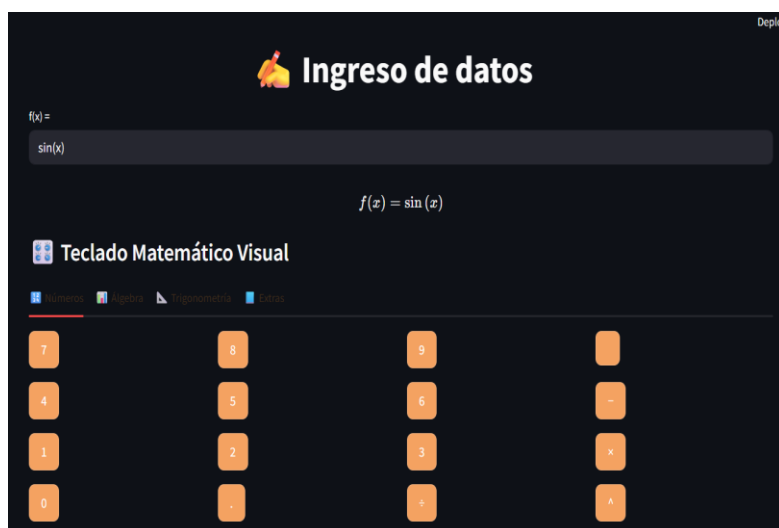 Deplo
Ingreso de datos
f(x) =
sin(x)
f(x) = sin (x)
Teclado Matemático Visual
Números Álgebra Trigonometría Extras
7 8 9
4 5 6 −
1 2 3 ×
0 . ÷ ^